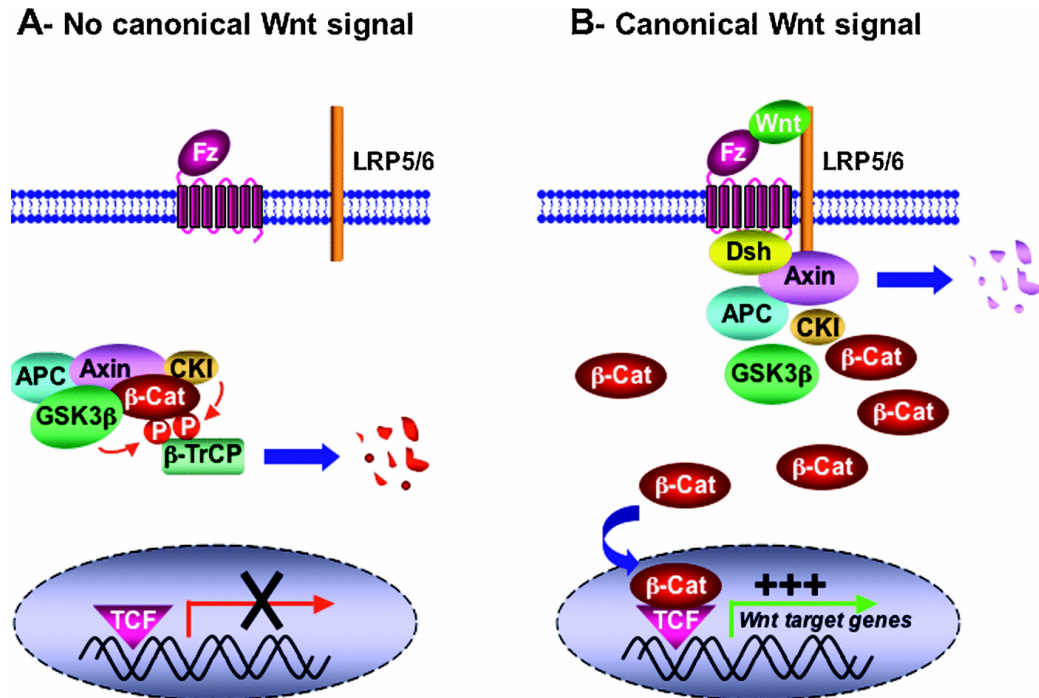 A- No canonical Wnt signal
Fz
LRP5/6
APC
Axin
CKI
β-Cat
GSK3β
P P
β-TrCP
TCF
B- Canonical Wnt signal
Wnt
Fz
LRP5/6
Dsh
Axin
APC
CKI
β-Cat
GSK3β
β-Cat
β-Cat
β-Cat
β-Cat
β-Cat
+++
TCF
Wnt target genes